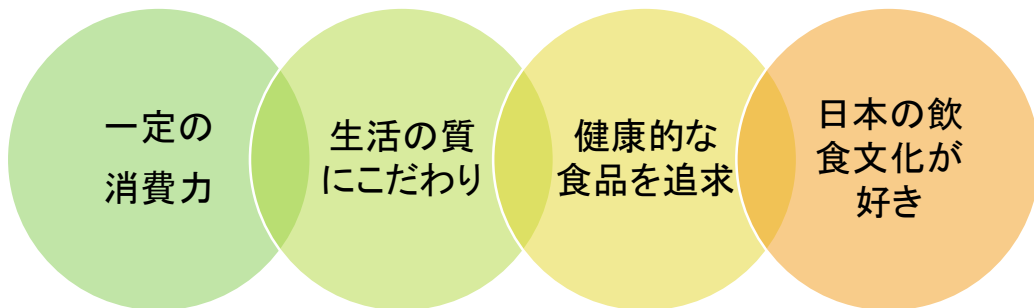 一定の
消費力
生活の質
にこだわり
健康的な
食品を追求
日本の飲
食文化が
好き